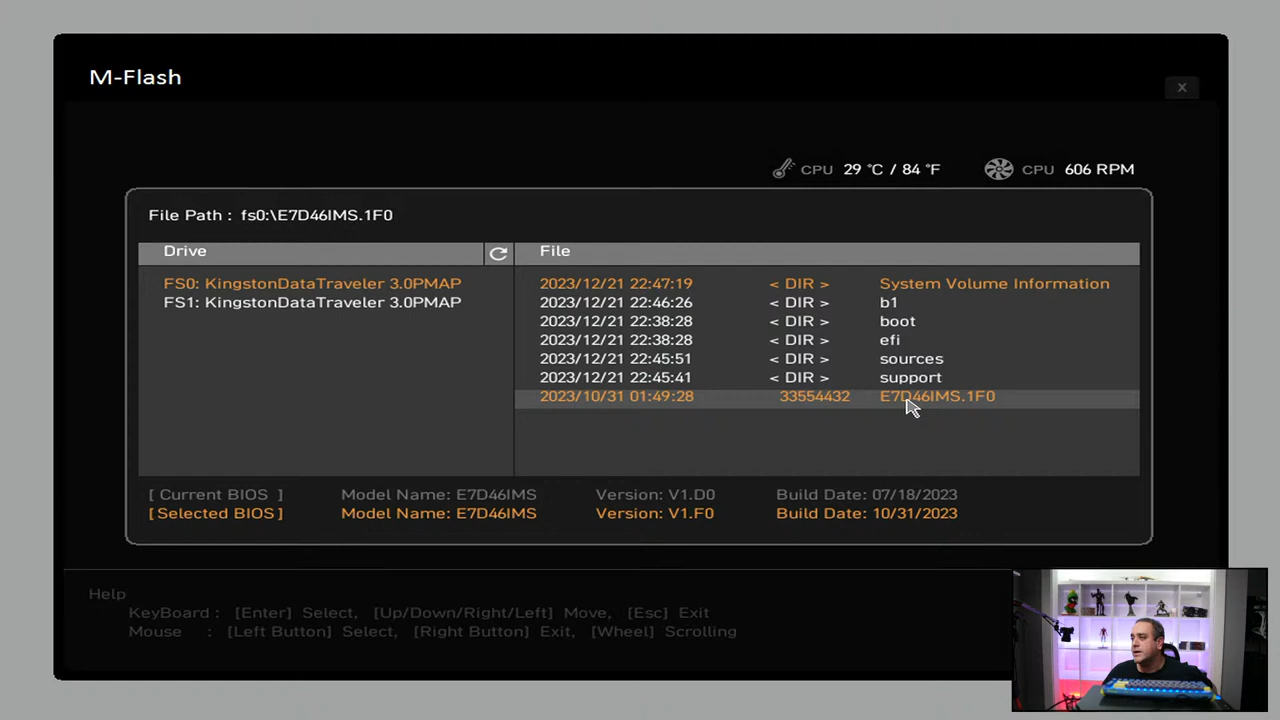 M-Flash
X
CPU 29 °C / 84 °F CPU 606 RPM
File Path : fs0:\E7D46IMS.1F0
Drive File
FS0: KingstonDataTraveler 3.0PMAP
FS1: KingstonDataTraveler 3.0PMAP
2023/12/21 22:47:19 < DIR > System Volume Information
2023/12/21 22:46:26 < DIR > b1
2023/12/21 22:38:28 < DIR > boot
2023/12/21 22:38:28 < DIR > efi
2023/12/21 22:45:51 < DIR > sources
2023/12/21 22:45:41 < DIR > support
2023/10/31 01:49:28 33554432 E7D46IMS.1F0
[ Current BIOS ] Model Name: E7D46IMS Version: V1.D0 Build Date: 07/18/2023
[Selected BIOS ] Model Name: E7D46IMS Version: V1.F0 Build Date: 10/31/2023
Help
KeyBoard : [Enter] Select, [Up/Down/Right/Left] Move, [Esc] Exit
Mouse : [Left Button] Select, [Right Button] Exit, [Wheel] Scrolling